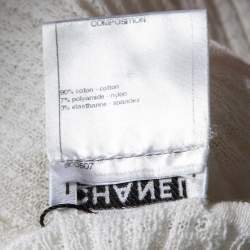 COMPOSITION
90% cotton - coton
7% polyamide - nylon
3% elasthanne - spandex
CHANEL